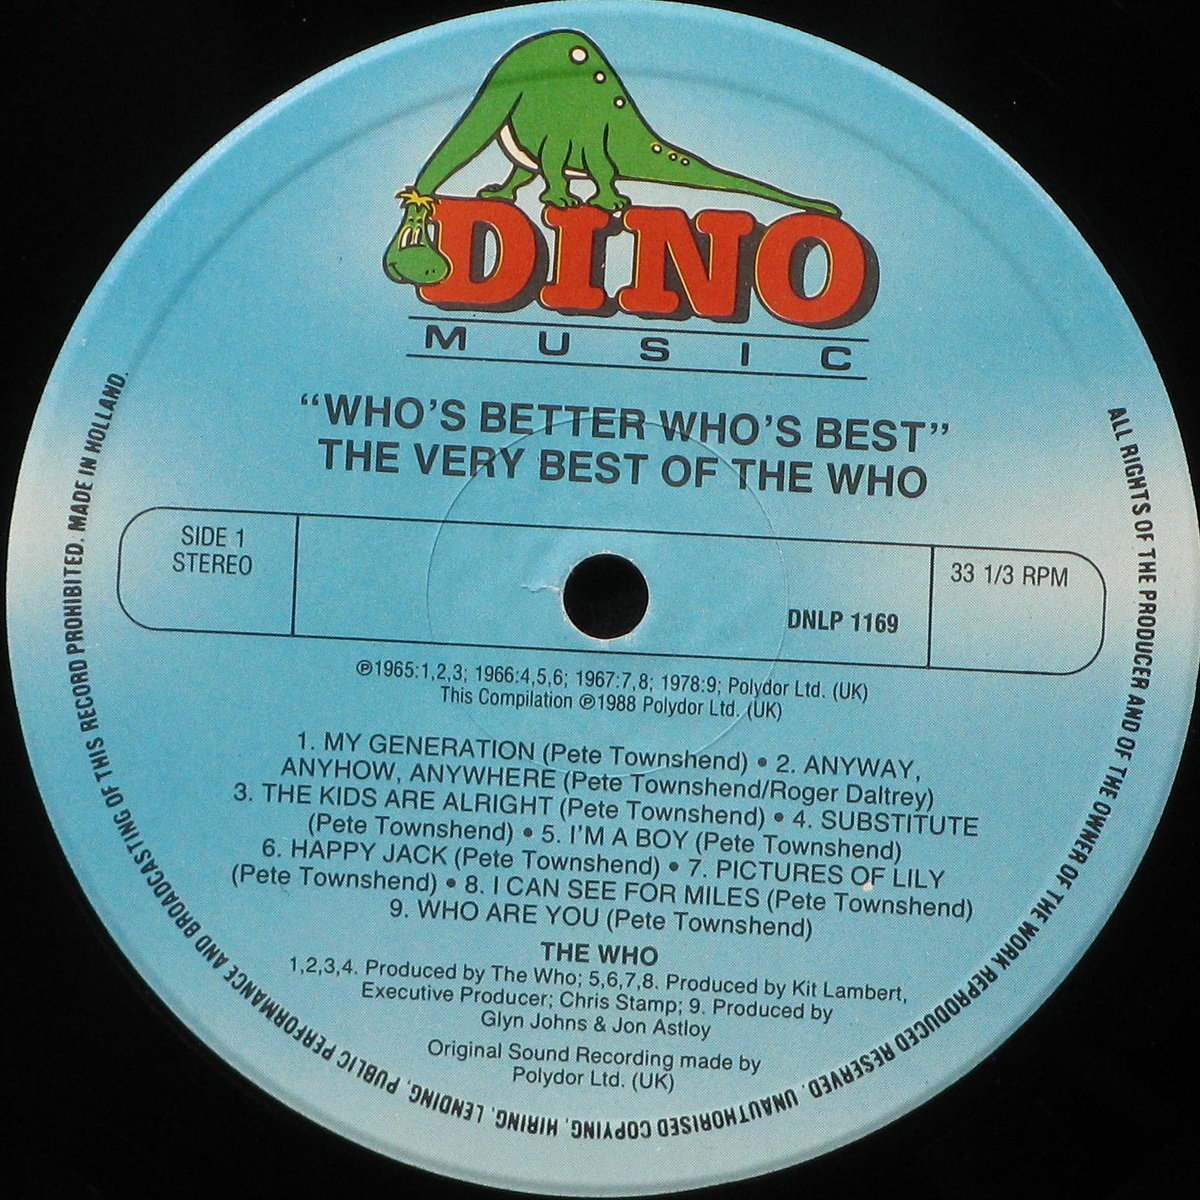 DINO
MUSIC
“WHO’S BETTER WHO’S BEST”
THE VERY BEST OF THE WHO
SIDE 1
STEREO
33 1/3 RPM
DNLP 1169
℗1965:1,2,3; 1966:4,5,6; 1967:7,8; 1978:9; Polydor Ltd. (UK)
This Compilation ℗1988 Polydor Ltd. (UK)
1. MY GENERATION (Pete Townshend) • 2. ANYWAY,
ANYHOW, ANYWHERE (Pete Townshend/Roger Daltrey)
3. THE KIDS ARE ALRIGHT (Pete Townshend) • 4. SUBSTITUTE
(Pete Townshend) • 5. I’M A BOY (Pete Townshend)
6. HAPPY JACK (Pete Townshend) • 7. PICTURES OF LILY
(Pete Townshend) • 8. I CAN SEE FOR MILES (Pete Townshend)
9. WHO ARE YOU (Pete Townshend)
THE WHO
1,2,3,4. Produced by The Who; 5,6,7,8. Produced by Kit Lambert,
Executive Producer; Chris Stamp; 9. Produced by
Glyn Johns & Jon Astloy
Original Sound Recording made by
Polydor Ltd. (UK)
ALL RIGHTS OF THE PRODUCER AND OF THE OWNER OF THE WORK REPRODUCED RESERVED. UNAUTHORISED COPYING, HIRING, LENDING, PUBLIC PERFORMANCE AND BROADCASTING OF THIS RECORD PROHIBITED. MADE IN HOLLAND.